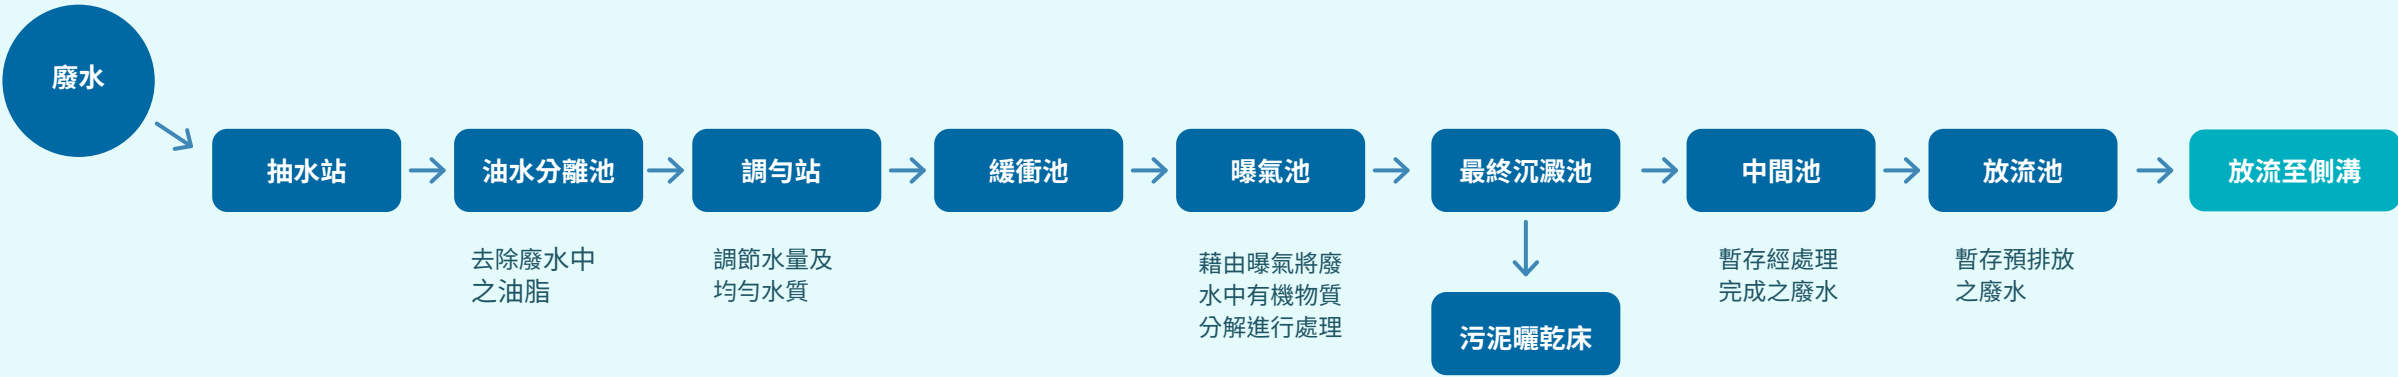 廢水
抽水站
油水分離池
調勻站
緩衝池
曝氣池
最終沉澱池
中間池
放流池
放流至側溝
去除廢水中
之油脂
調節水量及
均勻水質
藉由曝氣將廢
水中有機物質
分解進行處理
暫存經處理
完成之廢水
暫存預排放
之廢水
污泥曬乾床